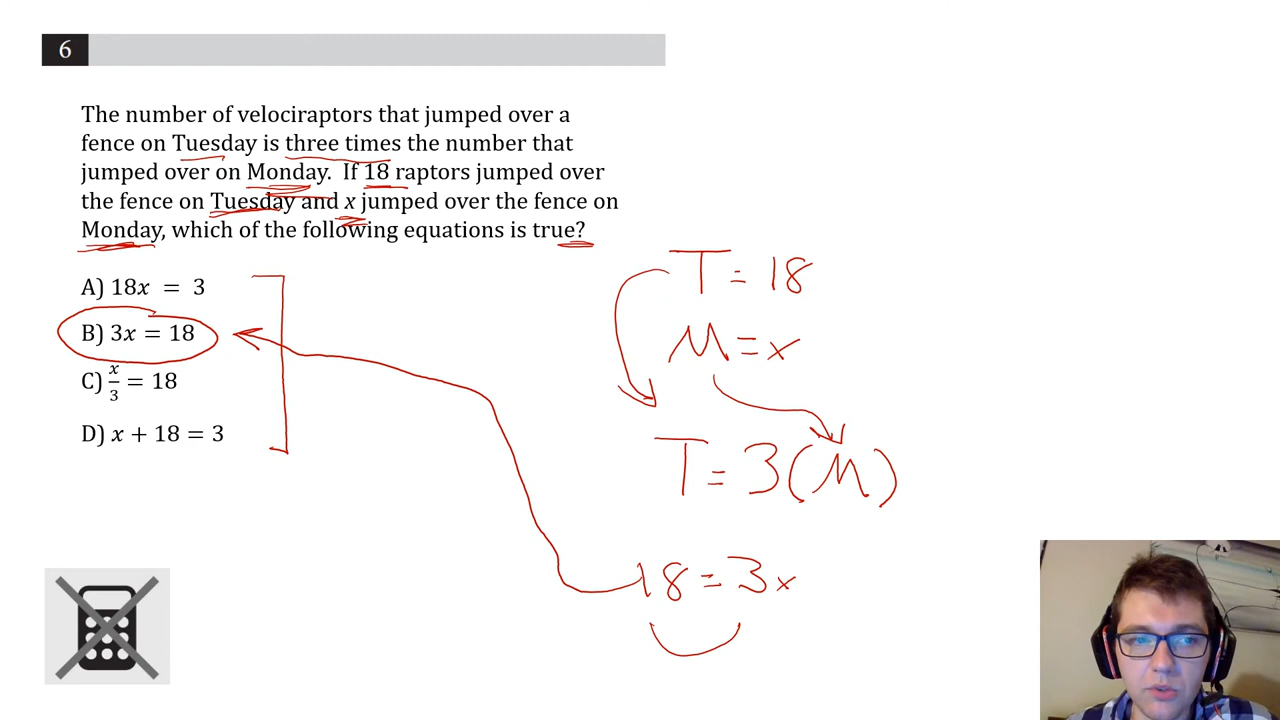 6
The number of velociraptors that jumped over a
fence on Tuesday is three times the number that
jumped over on Monday. If 18 raptors jumped over
the fence on Tuesday and x jumped over the fence on
Monday, which of the following equations is true?
A) 18x = 3
B) 3x = 18
C) x/3 = 18
D) x + 18 = 3
T = 18
M = x
T = 3(M)
18 = 3x